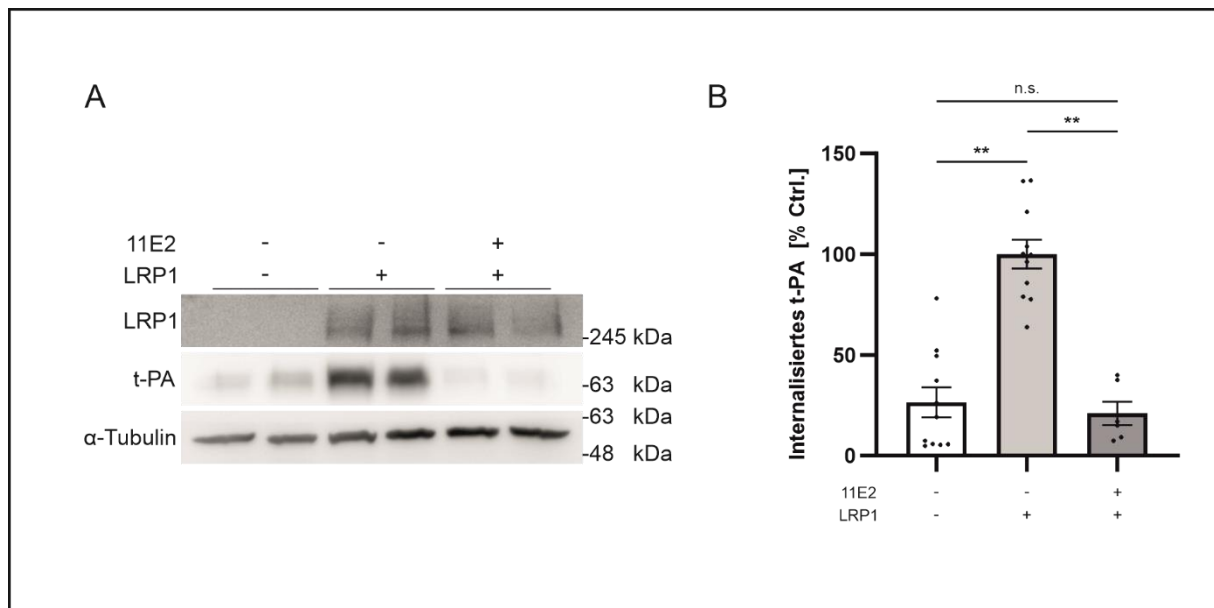 A
11E2 - - +
LRP1 - + +
LRP1
-245 kDa
t-PA
-63 kDa
-63 kDa
α-Tubulin
-48 kDa
B
n.s.
**
**
Internalisiertes t-PA [% Ctrl.]
150
100
50
0
11E2 - - +
LRP1 - + +